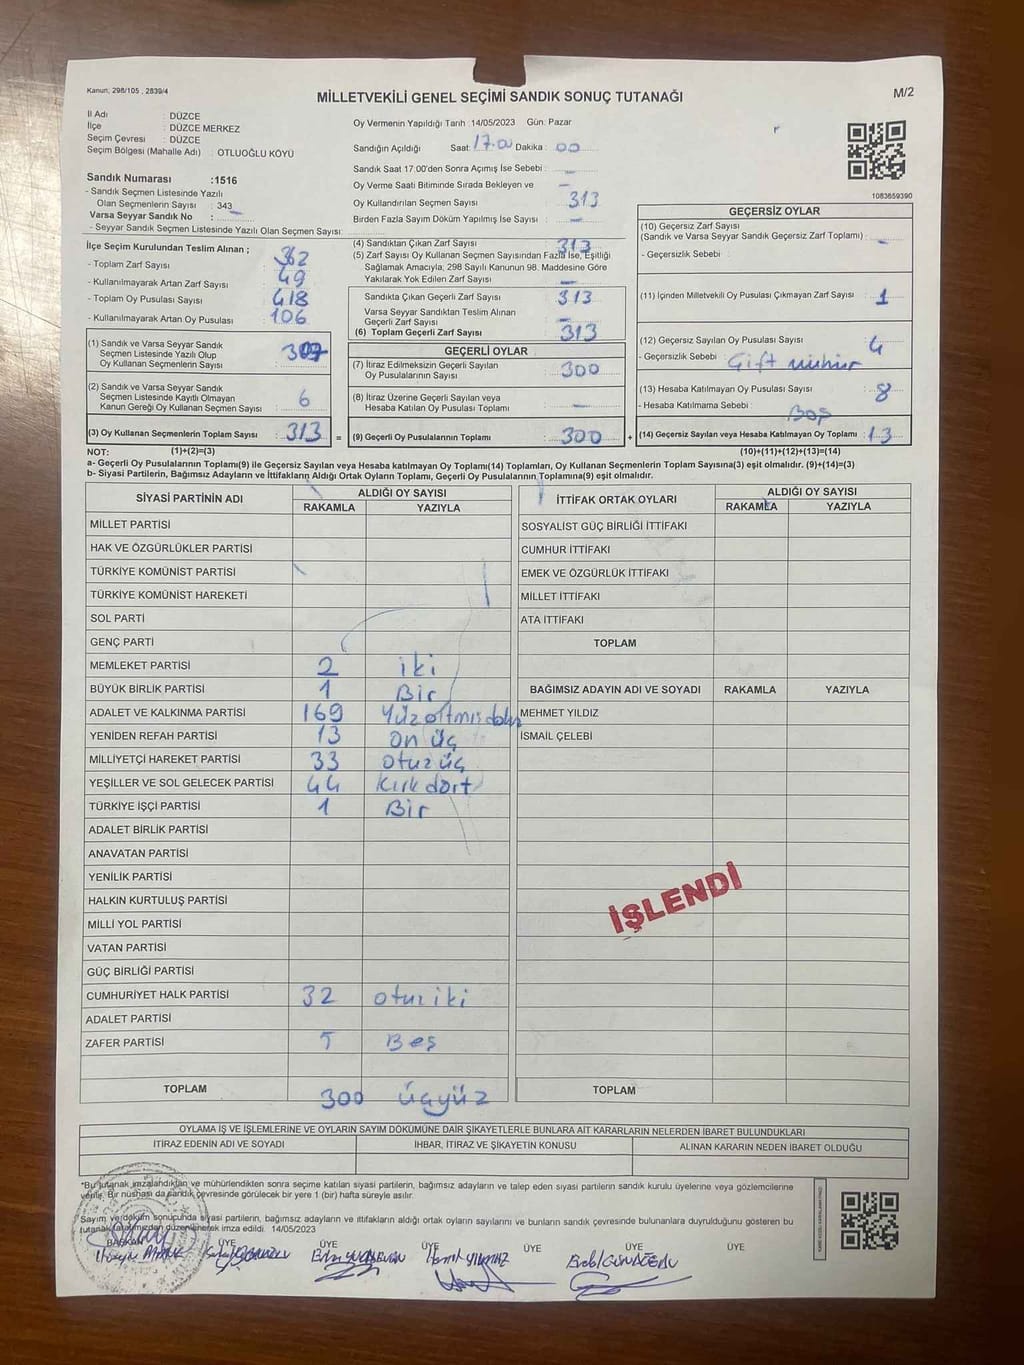 Kanun, 298/105 , 2839/4
M/2
MİLLETVEKİLİ GENEL SEÇİMİ SANDIK SONUÇ TUTANAĞI
İl Adı : DÜZCE
İlçe : DÜZCE MERKEZ
Seçim Çevresi : DÜZCE
Seçim Bölgesi (Mahalle Adı) : OTLUOĞLU KÖYÜ
Sandık Numarası :1516
- Sandık Seçmen Listesinde Yazılı
Olan Seçmenlerin Sayısı : 343
Varsa Seyyar Sandık No : –
- Seyyar Sandık Seçmen Listesinde Yazılı Olan Seçmen Sayısı:
Oy Vermenin Yapıldığı Tarih :14/05/2023 Gün: Pazar
Sandığın Açıldığı Saat: 17.00 Dakika : 00
Sandık Saat 17:00'den Sonra Açımış İse Sebebi : –
Oy Verme Saati Bitiminde Sırada Bekleyen ve –
Oy Kullandırılan Seçmen Sayısı : 313
Birden Fazla Sayım Döküm Yapılmış İse Sayısı : –
1083659390
İlçe Seçim Kurulundan Teslim Alınan ;
- Toplam Zarf Sayısı : 362
- Kullanılmayarak Artan Zarf Sayısı : 49
- Toplam Oy Pusulası Sayısı : 418
- Kullanılmayarak Artan Oy Pusulası : 106
(1) Sandık ve Varsa Seyyar Sandık
Seçmen Listesinde Yazılı Olup
Oy Kullanan Seçmenlerin Sayısı : 307
(2) Sandık ve Varsa Seyyar Sandık
Seçmen Listesinde Kayıtlı Olmayan
Kanun Gereği Oy Kullanan Seçmen Sayısı : 6
(3) Oy Kullanan Seçmenlerin Toplam Sayısı : 313 =
(4) Sandıktan Çıkan Zarf Sayısı : 313
(5) Zarf Sayısı Oy Kullanan Seçmen Sayısından Fazla İse, Eşitliği
Sağlamak Amacıyla; 298 Sayılı Kanunun 98. Maddesine Göre
Yakılarak Yok Edilen Zarf Sayısı : –
Sandıkta Çıkan Geçerli Zarf Sayısı : 313
Varsa Seyyar Sandıktan Teslim Alınan
Geçerli Zarf Sayısı : –
(6) Toplam Geçerli Zarf Sayısı : 313
GEÇERLİ OYLAR
(7) İtiraz Edilmeksizin Geçerli Sayılan
Oy Pusulalarının Sayısı : 300
(8) İtiraz Üzerine Geçerli Sayılan veya
Hesaba Katılan Oy Pusulası Toplamı : –
(9) Geçerli Oy Pusulalarının Toplamı : 300 +
GEÇERSİZ OYLAR
(10) Geçersiz Zarf Sayısı
(Sandık ve Varsa Seyyar Sandık Geçersiz Zarf Toplamı) : –
- Geçersizlik Sebebi :
(11) İçinden Milletvekili Oy Pusulası Çıkmayan Zarf Sayısı : 1
(12) Geçersiz Sayılan Oy Pusulası Sayısı : 4
- Geçersizlik Sebebi : Çift mühür
(13) Hesaba Katılmayan Oy Pusulası Sayısı : 8
- Hesaba Katılmama Sebebi : Boş
(14) Geçersiz Sayılan veya Hesaba Katılmayan Oy Toplamı : 13
NOT: (1)+(2)=(3) (10)+(11)+(12)+(13)=(14)
a- Geçerli Oy Pusulalarının Toplamı(9) ile Geçersiz Sayılan veya Hesaba katılmayan Oy Toplamı(14) Toplamları, Oy Kullanan Seçmenlerin Toplam Sayısına(3) eşit olmalıdır. (9)+(14)=(3)
b- Siyasi Partilerin, Bağımsız Adayların ve İttifakların Aldığı Ortak Oyların Toplamı, Geçerli Oy Pusulalarının Toplamına(9) eşit olmalıdır.
SİYASİ PARTİNİN ADI ALDIĞI OY SAYISI
RAKAMLA YAZIYLA
MİLLET PARTİSİ
HAK VE ÖZGÜRLÜKLER PARTİSİ
TÜRKİYE KOMÜNİST PARTİSİ
TÜRKİYE KOMÜNİST HAREKETİ
SOL PARTİ
GENÇ PARTİ
MEMLEKET PARTİSİ 2 iki
BÜYÜK BİRLİK PARTİSİ 1 Bir
ADALET VE KALKINMA PARTİSİ 169 Yüzaltmışdokuz
YENİDEN REFAH PARTİSİ 13 on üç
MİLLİYETÇİ HAREKET PARTİSİ 33 otuz üç
YEŞİLLER VE SOL GELECEK PARTİSİ 44 Kırk dört
TÜRKİYE İŞÇİ PARTİSİ 1 Bir
ADALET BİRLİK PARTİSİ
ANAVATAN PARTİSİ
YENİLİK PARTİSİ
HALKIN KURTULUŞ PARTİSİ
MİLLİ YOL PARTİSİ
VATAN PARTİSİ
GÜÇ BİRLİĞİ PARTİSİ
CUMHURİYET HALK PARTİSİ 32 otuz iki
ADALET PARTİSİ
ZAFER PARTİSİ 5 Beş
TOPLAM 300 üçyüz
İTTİFAK ORTAK OYLARI ALDIĞI OY SAYISI
RAKAMLA YAZIYLA
SOSYALİST GÜÇ BİRLİĞİ İTTİFAKI
CUMHUR İTTİFAKI
EMEK VE ÖZGÜRLÜK İTTİFAKI
MİLLET İTTİFAKI
ATA İTTİFAKI
TOPLAM
BAĞIMSIZ ADAYIN ADI VE SOYADI RAKAMLA YAZIYLA
MEHMET YILDIZ
İSMAİL ÇELEBİ
İŞLENDİ
TOPLAM
OYLAMA İŞ VE İŞLEMLERİNE VE OYLARIN SAYIM DÖKÜMÜNE DAİR ŞİKAYETLERLE BUNLARA AİT KARARLARIN NELERDEN İBARET BULUNDUKLARI
İTİRAZ EDENİN ADI VE SOYADI İHBAR, İTİRAZ VE ŞİKAYETİN KONUSU ALINAN KARARIN NEDEN İBARET OLDUĞU
*Bu tutanak imzalandıktan ve mühürlendikten sonra seçime katılan siyasi partilerin, bağımsız adayların ve talep eden siyasi partilerin sandık kurulu üyelerine veya gözlemcilerine
verilir. Bir nüshası da sandık çevresinde görülecek bir yere 1 (bir) hafta süreyle asılır.
Sayım ve döküm sonucunda siyasi partilerin, bağımsız adayların ve ittifakların aldığı ortak oyların sayılarını ve bunların sandık çevresinde bulunanlara duyrulduğunu gösteren bu
tutanak tarafımızdan düzenlenerek imza edildi. 14/05/2023
BAŞKAN ÜYE ÜYE ÜYE ÜYE ÜYE ÜYE
YILMAZ Erdal GÜNAĞDU